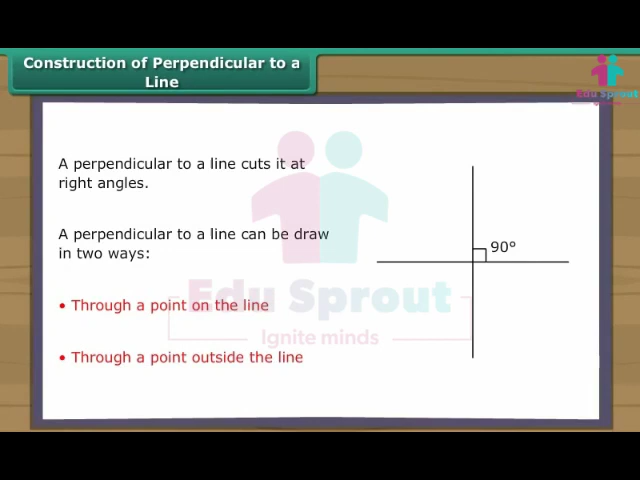 Construction of Perpendicular to a
Line
Edu Sprout
A perpendicular to a line cuts it at
right angles.
A perpendicular to a line can be draw
in two ways:
• Through a point on the line
• Through a point outside the line
90°
Edu Sprout
Ignite minds